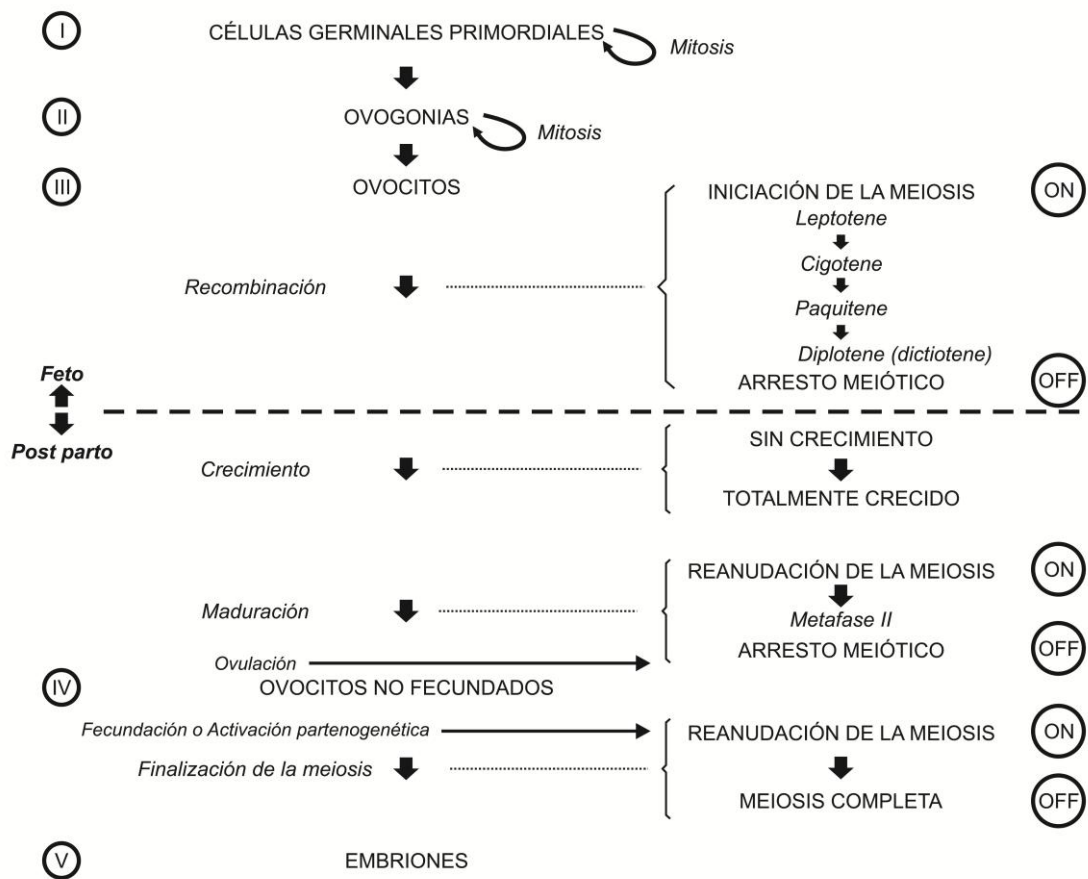 I CÉLULAS GERMINALES PRIMORDIALES Mitosis
II OVOGONIAS Mitosis
III OVOCITOS INICIACIÓN DE LA MEIOSIS ON
Leptotene
Cigotene
Recombinación
Paquitene
Diplotene (dictiotene)
Feto ARRESTO MEIÓTICO OFF
Post parto
SIN CRECIMIENTO
Crecimiento
TOTALMENTE CRECIDO
REANUDACIÓN DE LA MEIOSIS ON
Maduración Metafase II
ARRESTO MEIÓTICO OFF
Ovulación
IV OVOCITOS NO FECUNDADOS
Fecundación o Activación partenogenética REANUDACIÓN DE LA MEIOSIS ON
Finalización de la meiosis
MEIOSIS COMPLETA OFF
V EMBRIONES